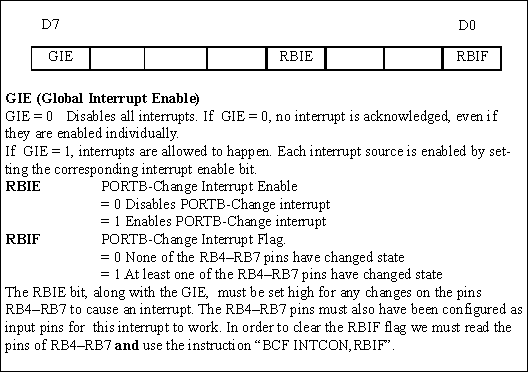 D7 D0
GIE RBIE RBIF
GIE (Global Interrupt Enable)
GIE = 0 Disables all interrupts. If GIE = 0, no interrupt is acknowledged, even if
they are enabled individually.
If GIE = 1, interrupts are allowed to happen. Each interrupt source is enabled by set-
ting the corresponding interrupt enable bit.
RBIE PORTB-Change Interrupt Enable
= 0 Disables PORTB-Change interrupt
= 1 Enables PORTB-Change interrupt
RBIF PORTB-Change Interrupt Flag.
= 0 None of the RB4–RB7 pins have changed state
= 1 At least one of the RB4–RB7 pins have changed state
The RBIE bit, along with the GIE, must be set high for any changes on the pins
RB4–RB7 to cause an interrupt. The RB4–RB7 pins must also have been configured as
input pins for this interrupt to work. In order to clear the RBIF flag we must read the
pins of RB4–RB7 and use the instruction “BCF INTCON,RBIF”.